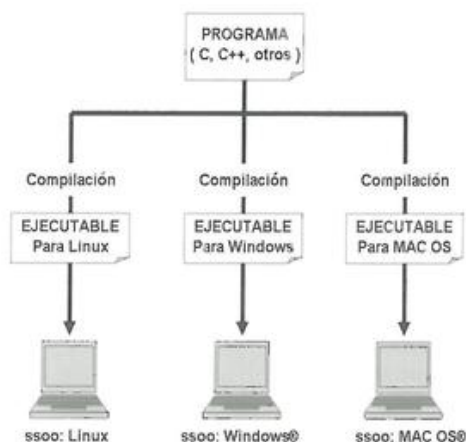 PROGRAMA
( C, C++, otros )
Compilación
Compilación
Compilación
EJECUTABLE
Para Linux
EJECUTABLE
Para Windows
EJECUTABLE
Para MAC OS
ssoo: Linux
ssoo: Windows®
ssoo: MAC OS®